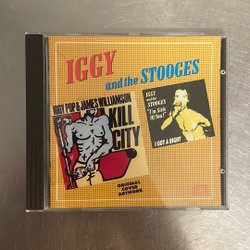 IGGY
and the STOOGES
IGGY POP & JAMES WILLIAMSON
KILL
CITY
ORIGINAL
COVER
ARTWORK
IGGY
and the
STOOGES
"I'm Sick
Of You!"
I GOT A RIGHT